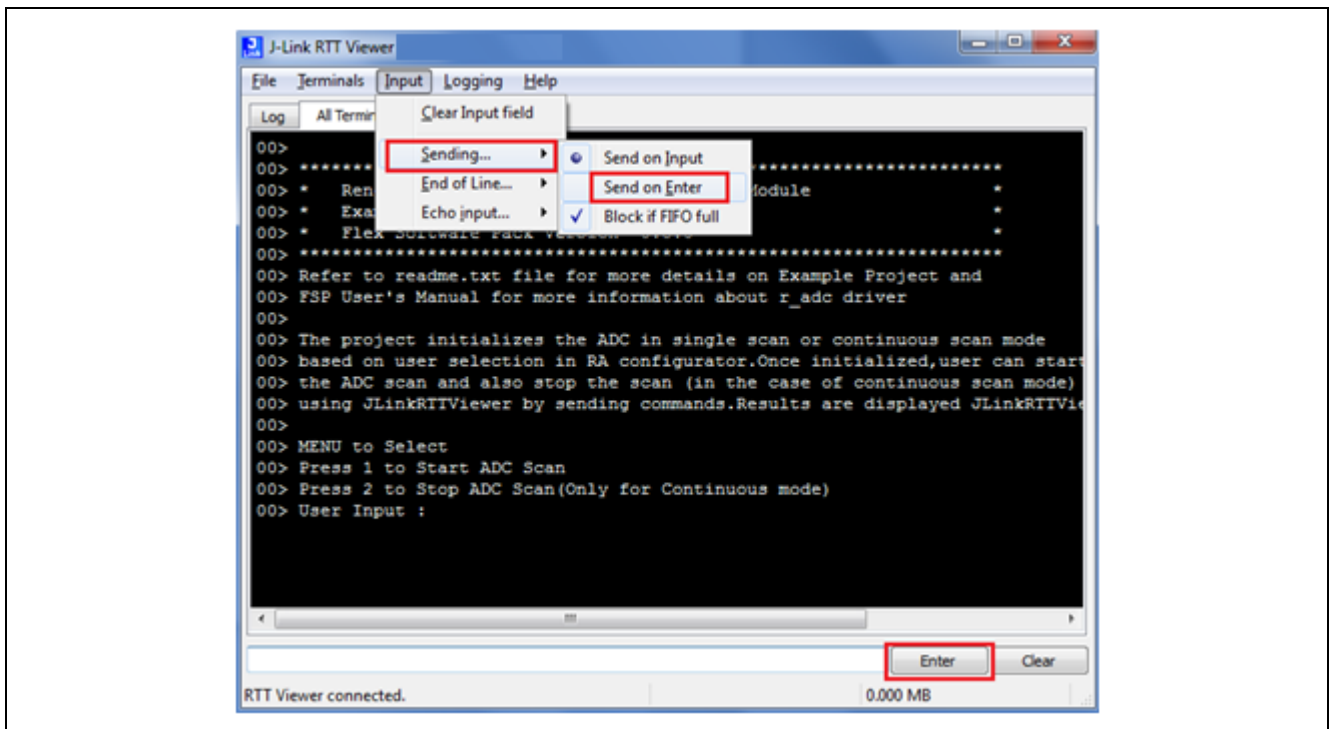 J-Link RTT Viewer
File Terminals Input Logging Help
Log All Termin
Clear Input field
Sending...
End of Line...
Echo input...
Send on Input
Send on Enter
Block if FIFO full
00>
00> ******* *******************
00> * Ren Module *
00> * Exa *
00> * Flex Software Pack Version *
00> ******************************************************************
00> Refer to readme.txt file for more details on Example Project and
00> FSP User's Manual for more information about r_adc driver
00>
00> The project initializes the ADC in single scan or continuous scan mode
00> based on user selection in RA configurator.Once initialized,user can start
00> the ADC scan and also stop the scan (in the case of continuous scan mode)
00> using JLinkRTTViewer by sending commands.Results are displayed JLinkRTTVie
00>
00> MENU to Select
00> Press 1 to Start ADC Scan
00> Press 2 to Stop ADC Scan(Only for Continuous mode)
00> User Input :
Enter Clear
RTT Viewer connected. 0.000 MB